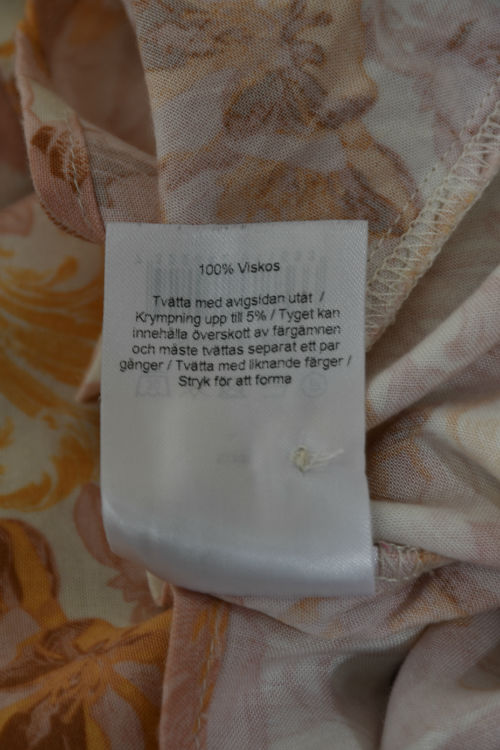 100% Viskos
Tvätta med avigsidan utåt /
Krympning upp till 5% / Tyget kan
innehålla överskott av färgämnen
och måste tvättas separat ett par
gånger / Tvätta med liknande färger /
Stryk för att forma